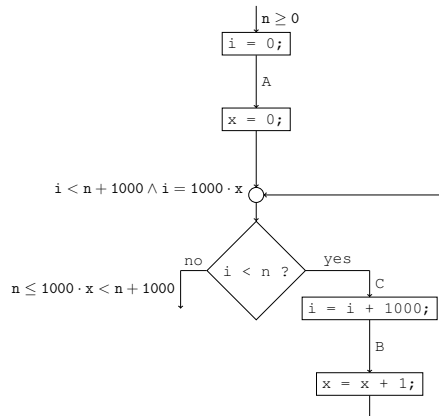 n ≥ 0
i = 0;
A
x = 0;
i < n + 1000 ∧ i = 1000 · x
no
i < n ?
yes
n ≤ 1000 · x < n + 1000
C
i = i + 1000;
B
x = x + 1;